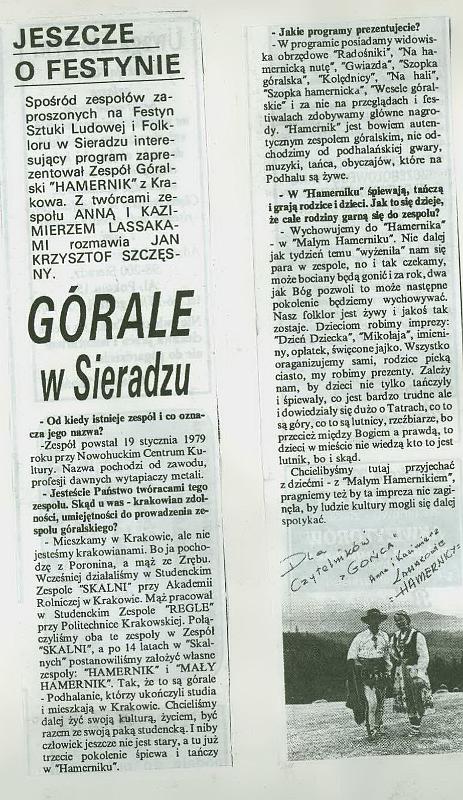 JESZCZE
O FESTYNIE
Spośród zespołów za-
proszonych na Festyn
Sztuki Ludowej i Folk-
loru w Sieradzu intere-
sujący program zapre-
zentował Zespół Góral-
ski "HAMERNIK" z Kra-
kowa. Z twórcami ze-
społu ANNĄ I KAZI-
MIERZEM LASSAKA-
MI rozmawia JAN
KRZYSZTOF SZCZĘS-
NY.
GÓRALE
w Sieradzu
- Od kiedy istnieje zespół i co ozna-
cza jego nazwa?
-Zespół powstał 19 stycznia 1979
roku przy Nowohuckim Centrum Ku-
ltury. Nazwa pochodzi od zawodu,
profesji dawnych wytapiaczy metali.
- Jesteście Państwo twórcami tego
zespołu. Skąd u was - krakowian zdol-
ności, umiejętności do prowadzenia ze-
społu góralskiego?
- Mieszkamy w Krakowie, ale nie
jesteśmy krakowianami. Bo ja pocho-
dzę z Poronina, a mąż ze Zrębu.
Wcześniej działaliśmy w Studenckim
Zespole "SKALNI" przy Akademii
Rolniczej w Krakowie. Mąż pracował
w Studenckim Zespole "REGLE"
przy Politechnice Krakowskiej. Połą-
czyliśmy oba te zespoły w Zespół
"SKALNI", a po 14 latach w "Skal-
nych" postanowiliśmy założyć własne
zespoły: "HAMERNIK" i "MAŁY
HAMERNIK". Tak, że to są górale
- Podhalanie, którzy ukończyli studia
i mieszkają w Krakowie. Chcieliśmy
dalej żyć swoją kulturą, życiem, być
razem ze swoją paką studencką. I niby
człowiek jeszcze nie jest stary, a tu już
trzecie pokolenie śpiewa i tańczy
w "Hamerniku".
- Jakie programy prezentujecie?
- W programie posiadamy widowis-
ka obrzędowe "Radośniki", "Na ha-
mernicką nutę", "Gwiazda", "Szopka
góralska", "Kolędnicy", "Na hali",
"Szopka hamernicka", "Wesele góral-
skie" i za nie na przeglądach i fes-
tiwalach zdobywamy główne nagro-
dy. "Hamernik" jest bowiem auten-
tycznym zespołem góralskim, nie od-
chodzimy od podhalańskiej gwary,
muzyki, tańca, obyczajów, które na
Podhalu są żywe.
- W "Hamerniku" śpiewają, tańczą
i grają rodzice i dzieci. Jak to się dzieje,
że całe rodziny garną się do zespołu?
- Wychowujemy do "Hamernika"
- w "Małym Hamerniku". Nie dalej
jak tydzień temu "wyżeniła" nam się
para w zespole, no i tak czekamy,
może bociany będą gonić i za rok, dwa
jak Bóg pozwoli to może następne
pokolenie będziemy wychowywać.
Nasz folklor jest żywy i jakoś tak
zostaje. Dzieciom robimy imprezy:
"Dzień Dziecka", "Mikołaja", imieni-
ny, opłatek, święcone jajko. Wszystko
oraganizujemy sami, rodzice pieką
ciasto, my robimy prezenty. Zależy
nam, by dzieci nie tylko tańczyły
i śpiewały, co jest bardzo trudne ale
i dowiedziały się dużo o Tatrach, co to
są góry, co to są lutnicy, rzeźbiarze, bo
przecież między Bogiem a prawdą, to
dzieci w mieście nie wiedzą kto to jest
lutnik, bo i skąd.
Chcielibyśmy tutaj przyjechać
z dziećmi - z "Małym Hamernikiem",
pragniemy też by ta impreza nie zagi-
nęła, by ludzie kultury mogli się dalej
spotykać.
Dla
Czytelników
"GOŃCA"
Anna i Kazimierz
Lassakowie
"HAMERNICY"